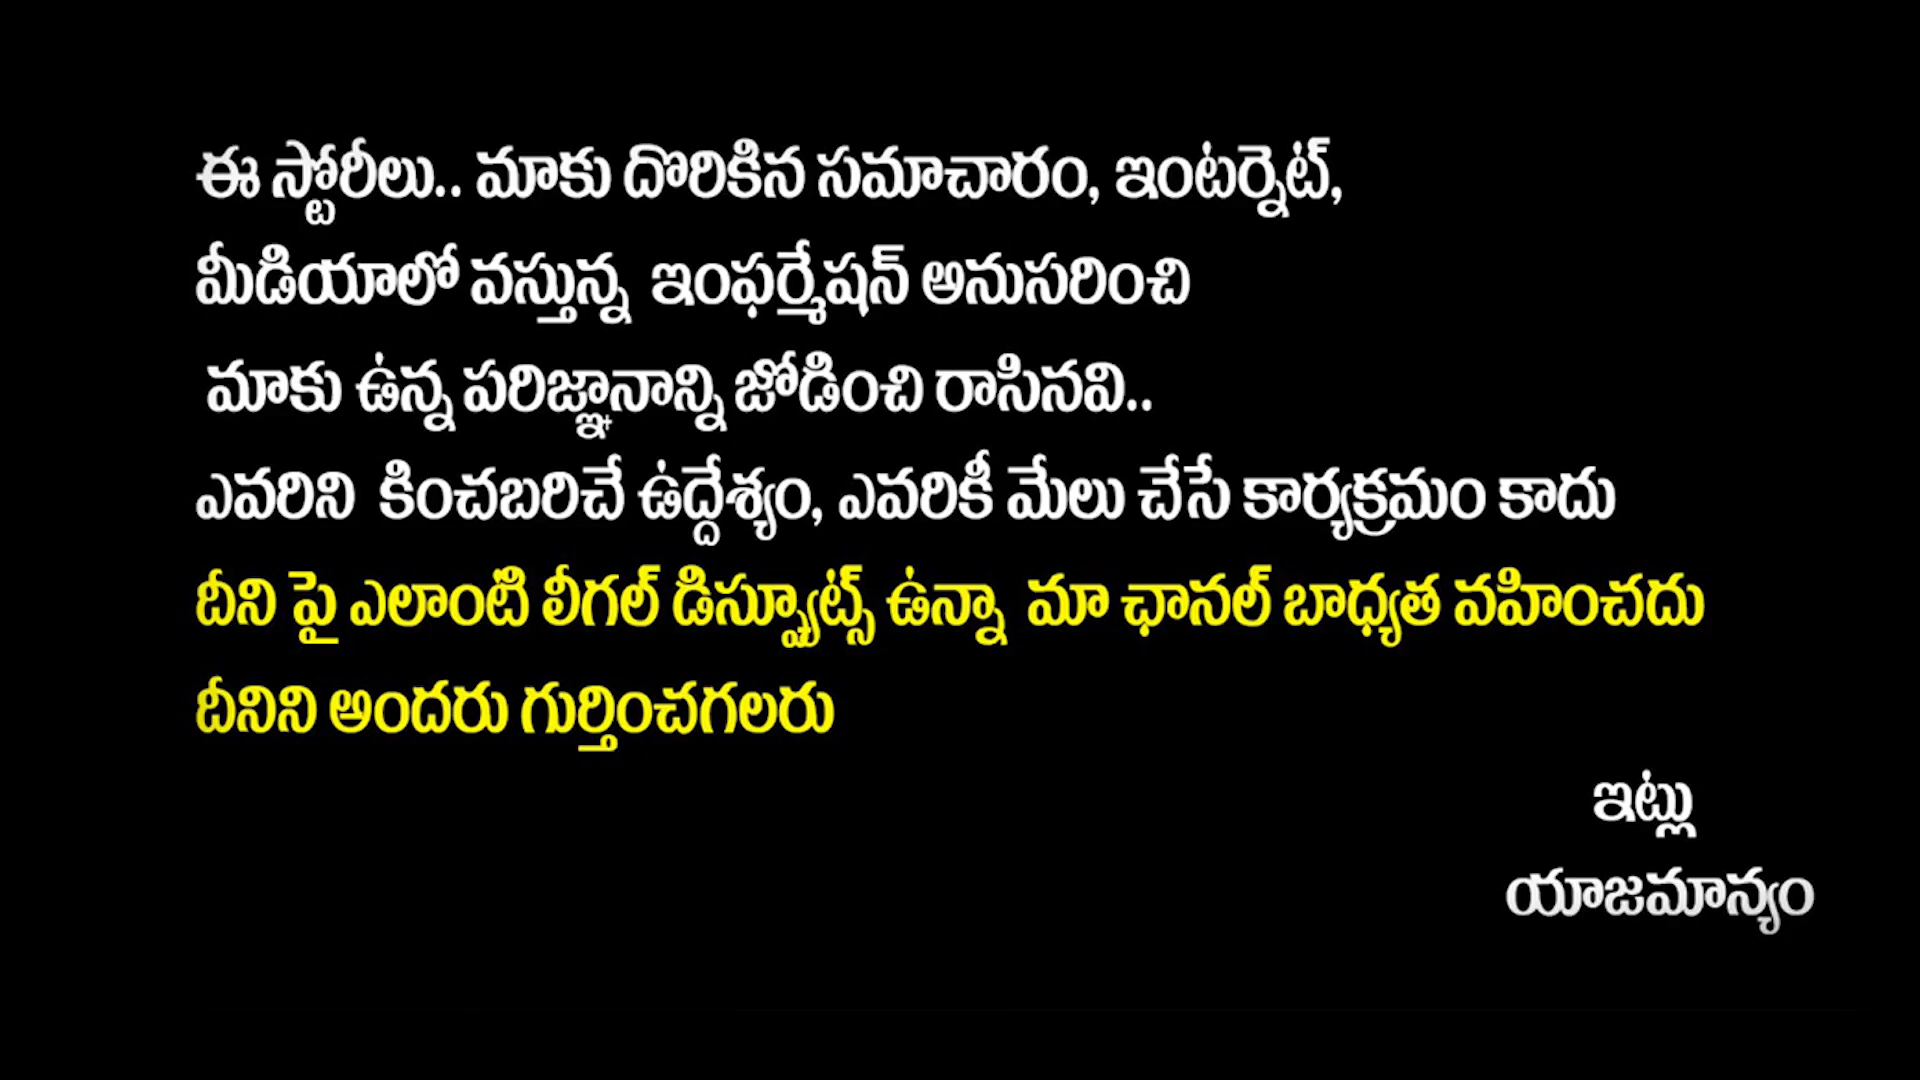 ఈ స్టోరీలు.. మాకు దొరికిన సమాచారం, ఇంటర్నెట్,
మీడియాలో వస్తున్న ఇంఫర్మేషన్ అనుసరించి
మాకు ఉన్న పరిజ్ఞానాన్ని జోడించి రాసినవి..
ఎవరిని కించబరిచే ఉద్దేశ్యం, ఎవరికీ మేలు చేసే కార్యక్రమం కాదు
దీని పై ఎలాంటి లీగల్ డిస్ప్యూట్స్ ఉన్నా మా ఛానల్ బాధ్యత వహించదు
దీనిని అందరు గుర్తించగలరు
ఇట్లు
యాజమాన్యం